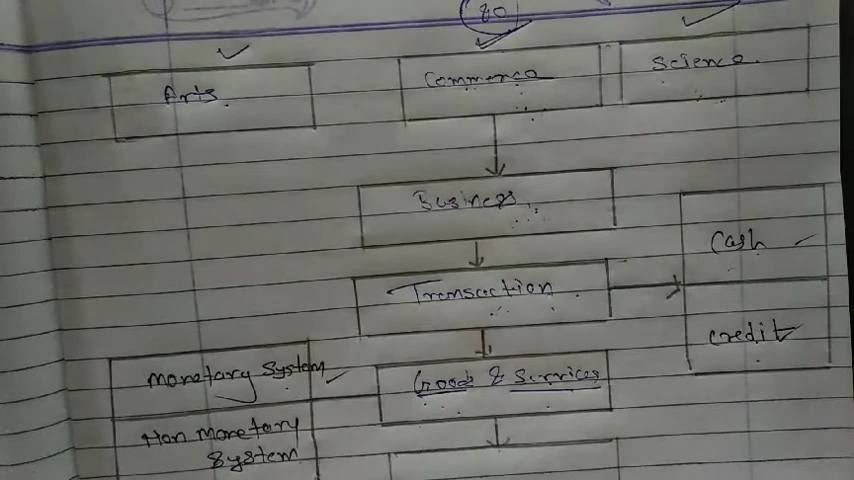 80
Arts
Commerce
Science
Business
Cash
Transaction
credit
Monetary System
Goods & Services
Non monetary
System